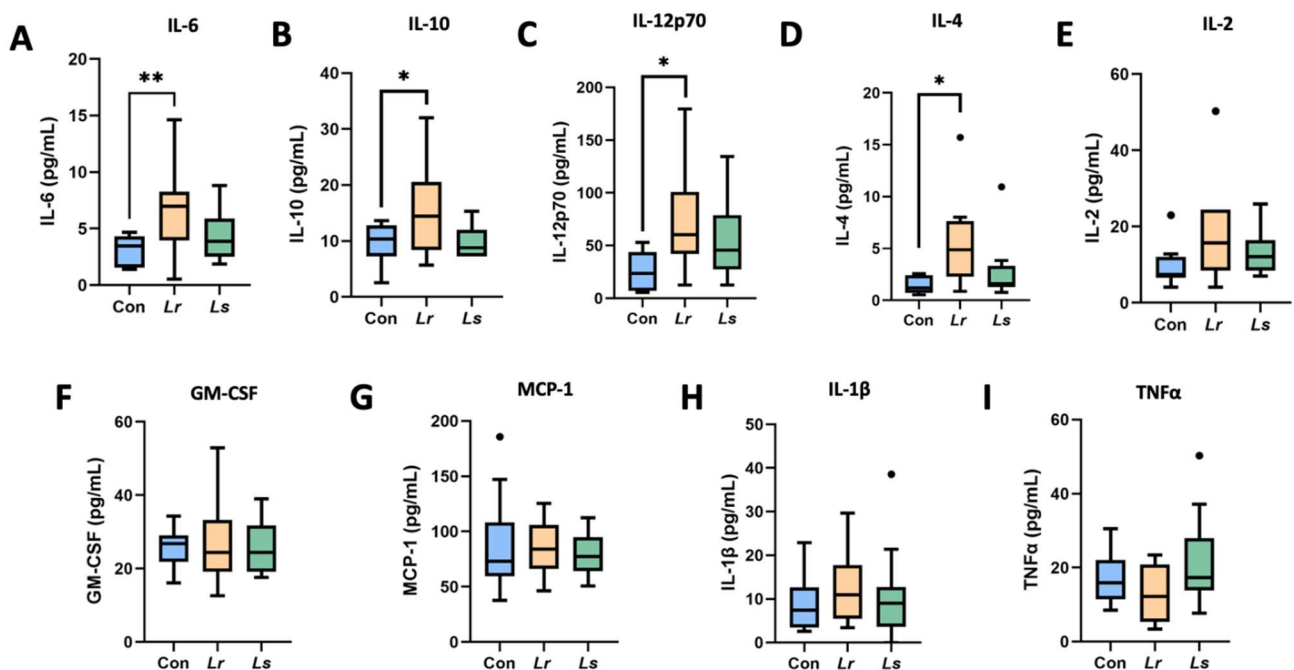 A
IL-6
IL-6 (pg/mL)
20
15
10
5
0
**
Con Lr Ls
B
IL-10
IL-10 (pg/mL)
40
30
20
10
0
*
Con Lr Ls
C
IL-12p70
IL-12p70 (pg/mL)
200
150
100
50
0
*
Con Lr Ls
D
IL-4
IL-4 (pg/mL)
20
15
10
5
0
*
Con Lr Ls
E
IL-2
IL-2 (pg/mL)
60
40
20
0
Con Lr Ls
F
GM-CSF
GM-CSF (pg/mL)
60
40
20
0
Con Lr Ls
G
MCP-1
MCP-1 (pg/mL)
200
150
100
50
0
Con Lr Ls
H
IL-1β
IL-1β (pg/mL)
50
40
30
20
10
0
Con Lr Ls
I
TNFα
TNFα (pg/mL)
60
40
20
0
Con Lr Ls